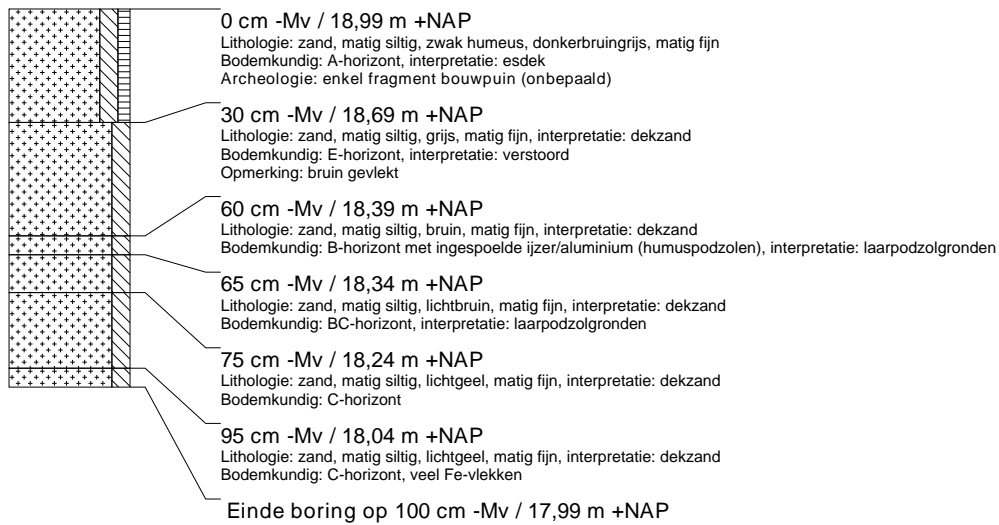 0 cm -Mv / 18,99 m +NAP
Lithologie: zand, matig siltig, zwak humeus, donkerbruingrijs, matig fijn
Bodemkundig: A-horizont, interpretatie: esdek
Archeologie: enkel fragment bouwpuin (onbepaald)
30 cm -Mv / 18,69 m +NAP
Lithologie: zand, matig siltig, grijs, matig fijn, interpretatie: dekzand
Bodemkundig: E-horizont, interpretatie: verstoord
Opmerking: bruin gevlekt
60 cm -Mv / 18,39 m +NAP
Lithologie: zand, matig siltig, bruin, matig fijn, interpretatie: dekzand
Bodemkundig: B-horizont met ingespoelde ijzer/aluminium (humuspodzolen), interpretatie: laarpodzolgronden
65 cm -Mv / 18,34 m +NAP
Lithologie: zand, matig siltig, lichtbruin, matig fijn, interpretatie: dekzand
Bodemkundig: BC-horizont, interpretatie: laarpodzolgronden
75 cm -Mv / 18,24 m +NAP
Lithologie: zand, matig siltig, lichtgeel, matig fijn, interpretatie: dekzand
Bodemkundig: C-horizont
95 cm -Mv / 18,04 m +NAP
Lithologie: zand, matig siltig, lichtgeel, matig fijn, interpretatie: dekzand
Bodemkundig: C-horizont, veel Fe-vlekken
Einde boring op 100 cm -Mv / 17,99 m +NAP